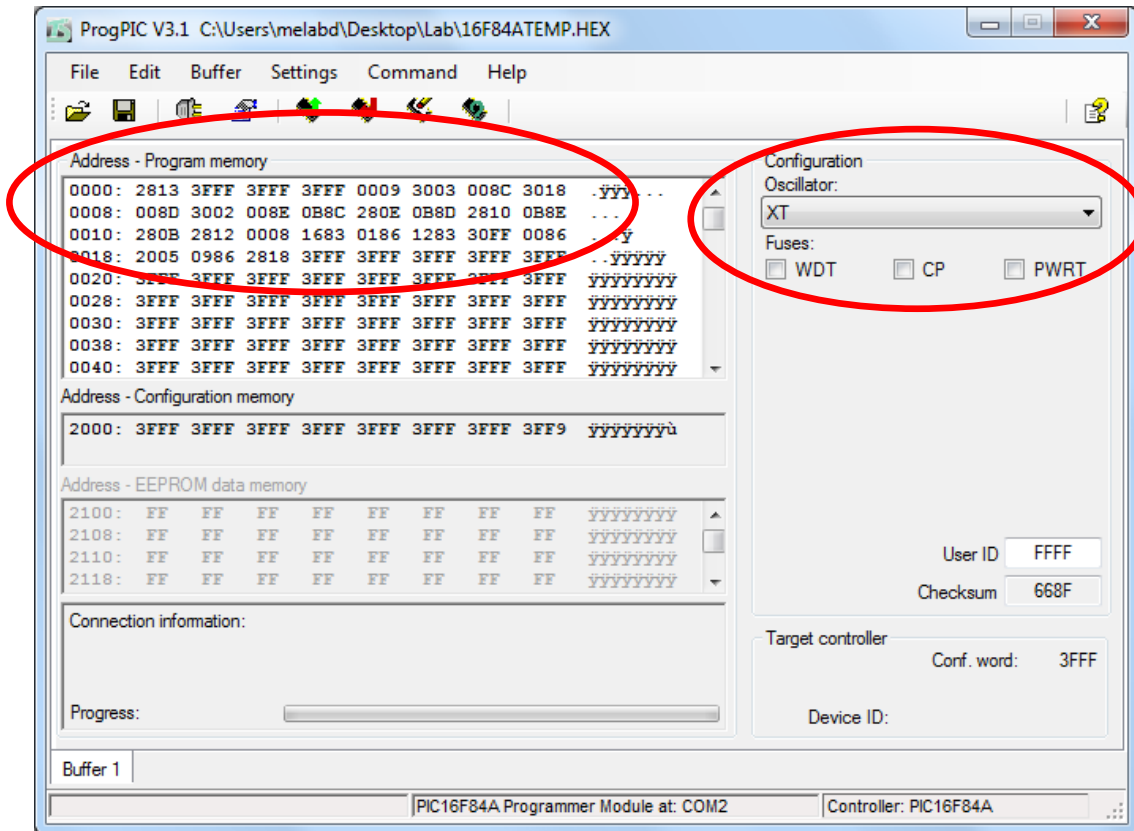 ProgPIC V3.1 C:\Users\melabd\Desktop\Lab\16F84ATEMP.HEX
File Edit Buffer Settings Command Help
Address - Program memory
0000: 2813 3FFF 3FFF 3FFF 0009 3003 008C 3018 .ÿÿÿ...
0008: 008D 3002 008E 0B8C 280E 0B8D 2810 0B8E ...
0010: 280B 2812 0008 1683 0186 1283 30FF 0086 ...ÿ
0018: 2005 0986 2818 3FFF 3FFF 3FFF 3FFF 3FFF ..ÿÿÿÿÿ
0020: 3FFF 3FFF 3FFF 3FFF 3FFF 3FFF 3FFF 3FFF ÿÿÿÿÿÿÿÿ
0028: 3FFF 3FFF 3FFF 3FFF 3FFF 3FFF 3FFF 3FFF ÿÿÿÿÿÿÿÿ
0030: 3FFF 3FFF 3FFF 3FFF 3FFF 3FFF 3FFF 3FFF ÿÿÿÿÿÿÿÿ
0038: 3FFF 3FFF 3FFF 3FFF 3FFF 3FFF 3FFF 3FFF ÿÿÿÿÿÿÿÿ
0040: 3FFF 3FFF 3FFF 3FFF 3FFF 3FFF 3FFF 3FFF ÿÿÿÿÿÿÿÿ
Address - Configuration memory
2000: 3FFF 3FFF 3FFF 3FFF 3FFF 3FFF 3FFF 3FF9 ÿÿÿÿÿÿÿù
Address - EEPROM data memory
2100: FF FF FF FF FF FF FF FF ÿÿÿÿÿÿÿÿ
2108: FF FF FF FF FF FF FF FF ÿÿÿÿÿÿÿÿ
2110: FF FF FF FF FF FF FF FF ÿÿÿÿÿÿÿÿ
2118: FF FF FF FF FF FF FF FF ÿÿÿÿÿÿÿÿ
Connection information:
Progress:
Configuration
Oscillator:
XT
Fuses:
WDT CP PWRT
User ID FFFF
Checksum 668F
Target controller
Conf. word: 3FFF
Device ID:
Buffer 1
PIC16F84A Programmer Module at: COM2 Controller: PIC16F84A